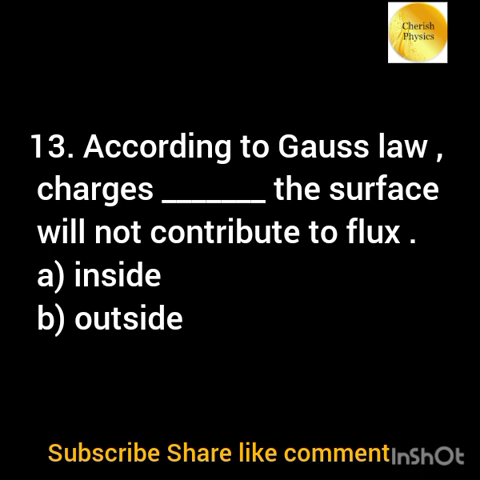 Cherish
Physics
13. According to Gauss law ,
charges _______ the surface
will not contribute to flux .
a) inside
b) outside
Subscribe Share like comment
InShOt